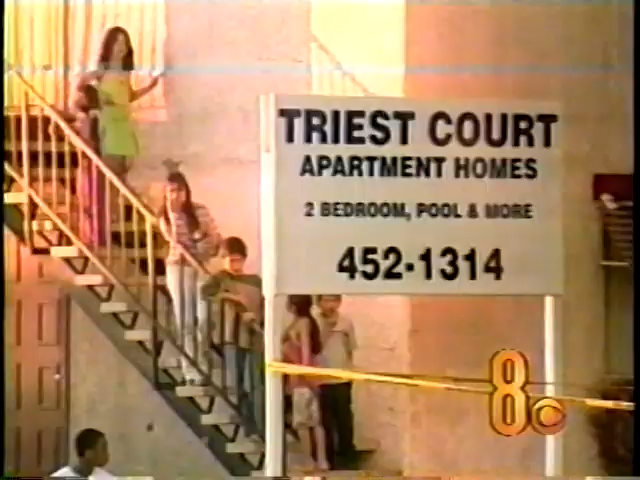 TRIEST COURT
APARTMENT HOMES
2 BEDROOM, POOL & MORE
452-1314
8